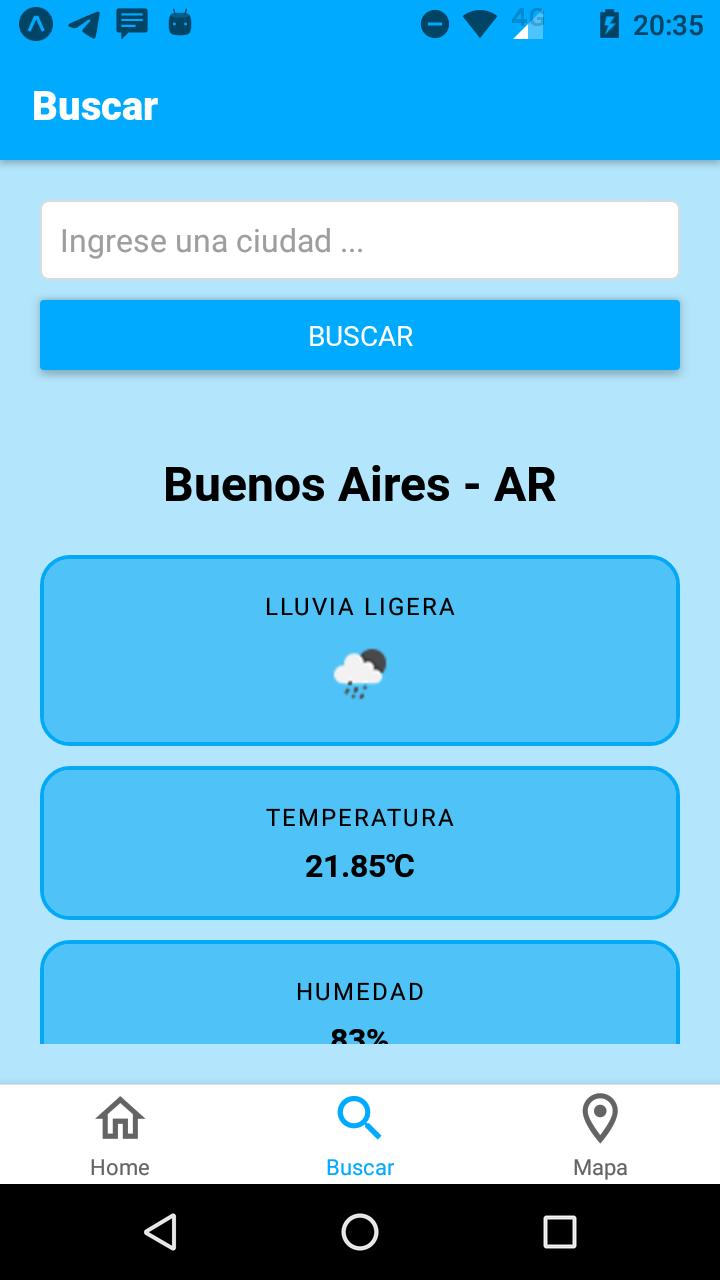 4G 20:35
Buscar
Ingrese una ciudad ...
BUSCAR
Buenos Aires - AR
LLUVIA LIGERA
TEMPERATURA
21.85℃
HUMEDAD
83%
Home Buscar Mapa